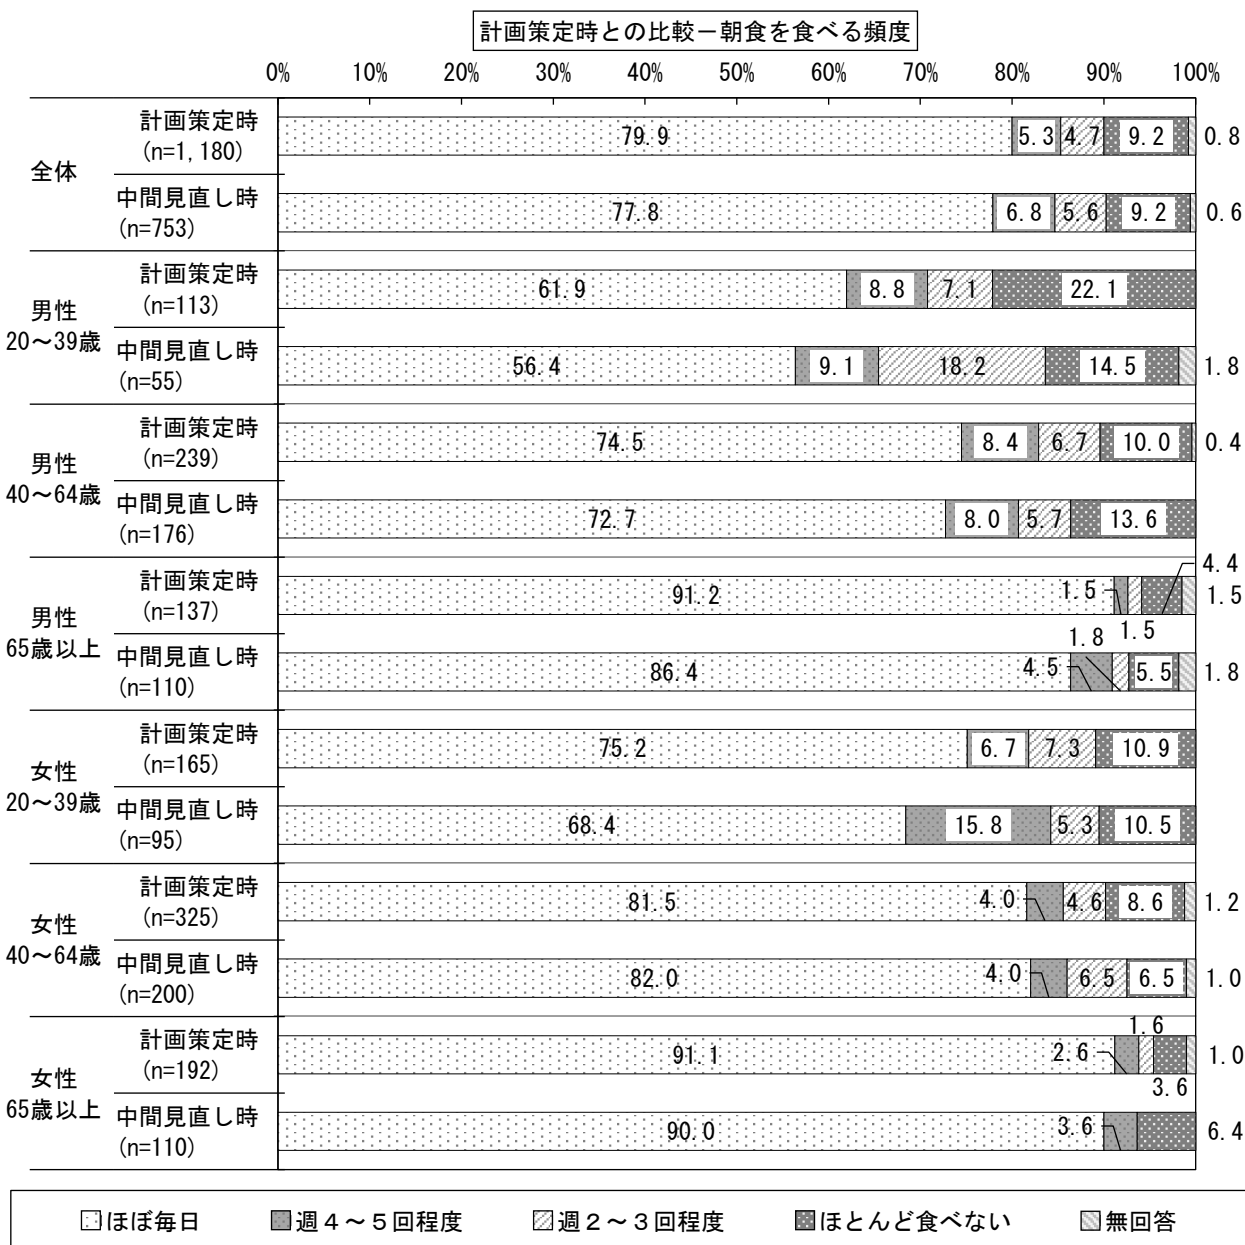 計画策定時との比較－朝食を食べる頻度
0% 10% 20% 30% 40% 50% 60% 70% 80% 90% 100%
全体
計画策定時
(n=1,180)
79.9 5.3 4.7 9.2 0.8
中間見直し時
(n=753)
77.8 6.8 5.6 9.2 0.6
男性
20～39歳
計画策定時
(n=113)
61.9 8.8 7.1 22.1
中間見直し時
(n=55)
56.4 9.1 18.2 14.5 1.8
男性
40～64歳
計画策定時
(n=239)
74.5 8.4 6.7 10.0 0.4
中間見直し時
(n=176)
72.7 8.0 5.7 13.6
男性
65歳以上
計画策定時
(n=137)
91.2 1.5 1.5 4.4 1.5
中間見直し時
(n=110)
86.4 4.5 1.8 5.5 1.8
女性
20～39歳
計画策定時
(n=165)
75.2 6.7 7.3 10.9
中間見直し時
(n=95)
68.4 15.8 5.3 10.5
女性
40～64歳
計画策定時
(n=325)
81.5 4.0 4.6 8.6 1.2
中間見直し時
(n=200)
82.0 4.0 6.5 6.5 1.0
女性
65歳以上
計画策定時
(n=192)
91.1 2.6 1.6 3.6 1.0
中間見直し時
(n=110)
90.0 3.6 6.4
ほぼ毎日 週４～５回程度 週２～３回程度 ほとんど食べない 無回答